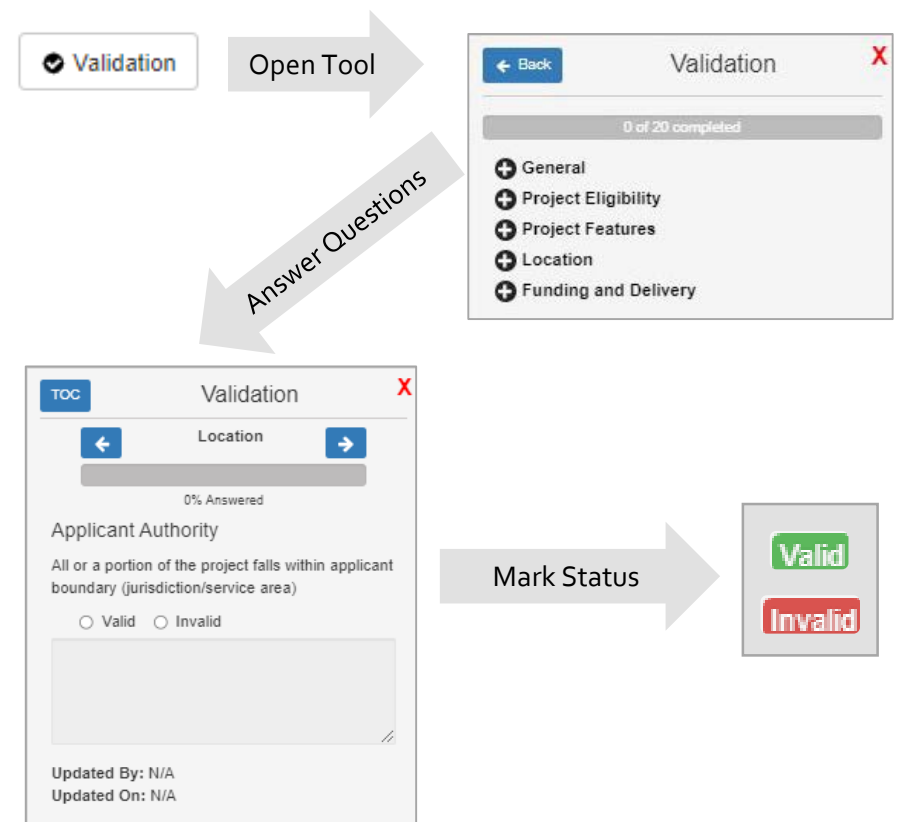 Validation
Open Tool
Back
Validation
X
0 of 20 completed
General
Project Eligibility
Project Features
Location
Funding and Delivery
Answer Questions
TOC
Validation
X
Location
0% Answered
Applicant Authority
All or a portion of the project falls within applicant
boundary (jurisdiction/service area)
Valid Invalid
Updated By: N/A
Updated On: N/A
Mark Status
Valid
Invalid